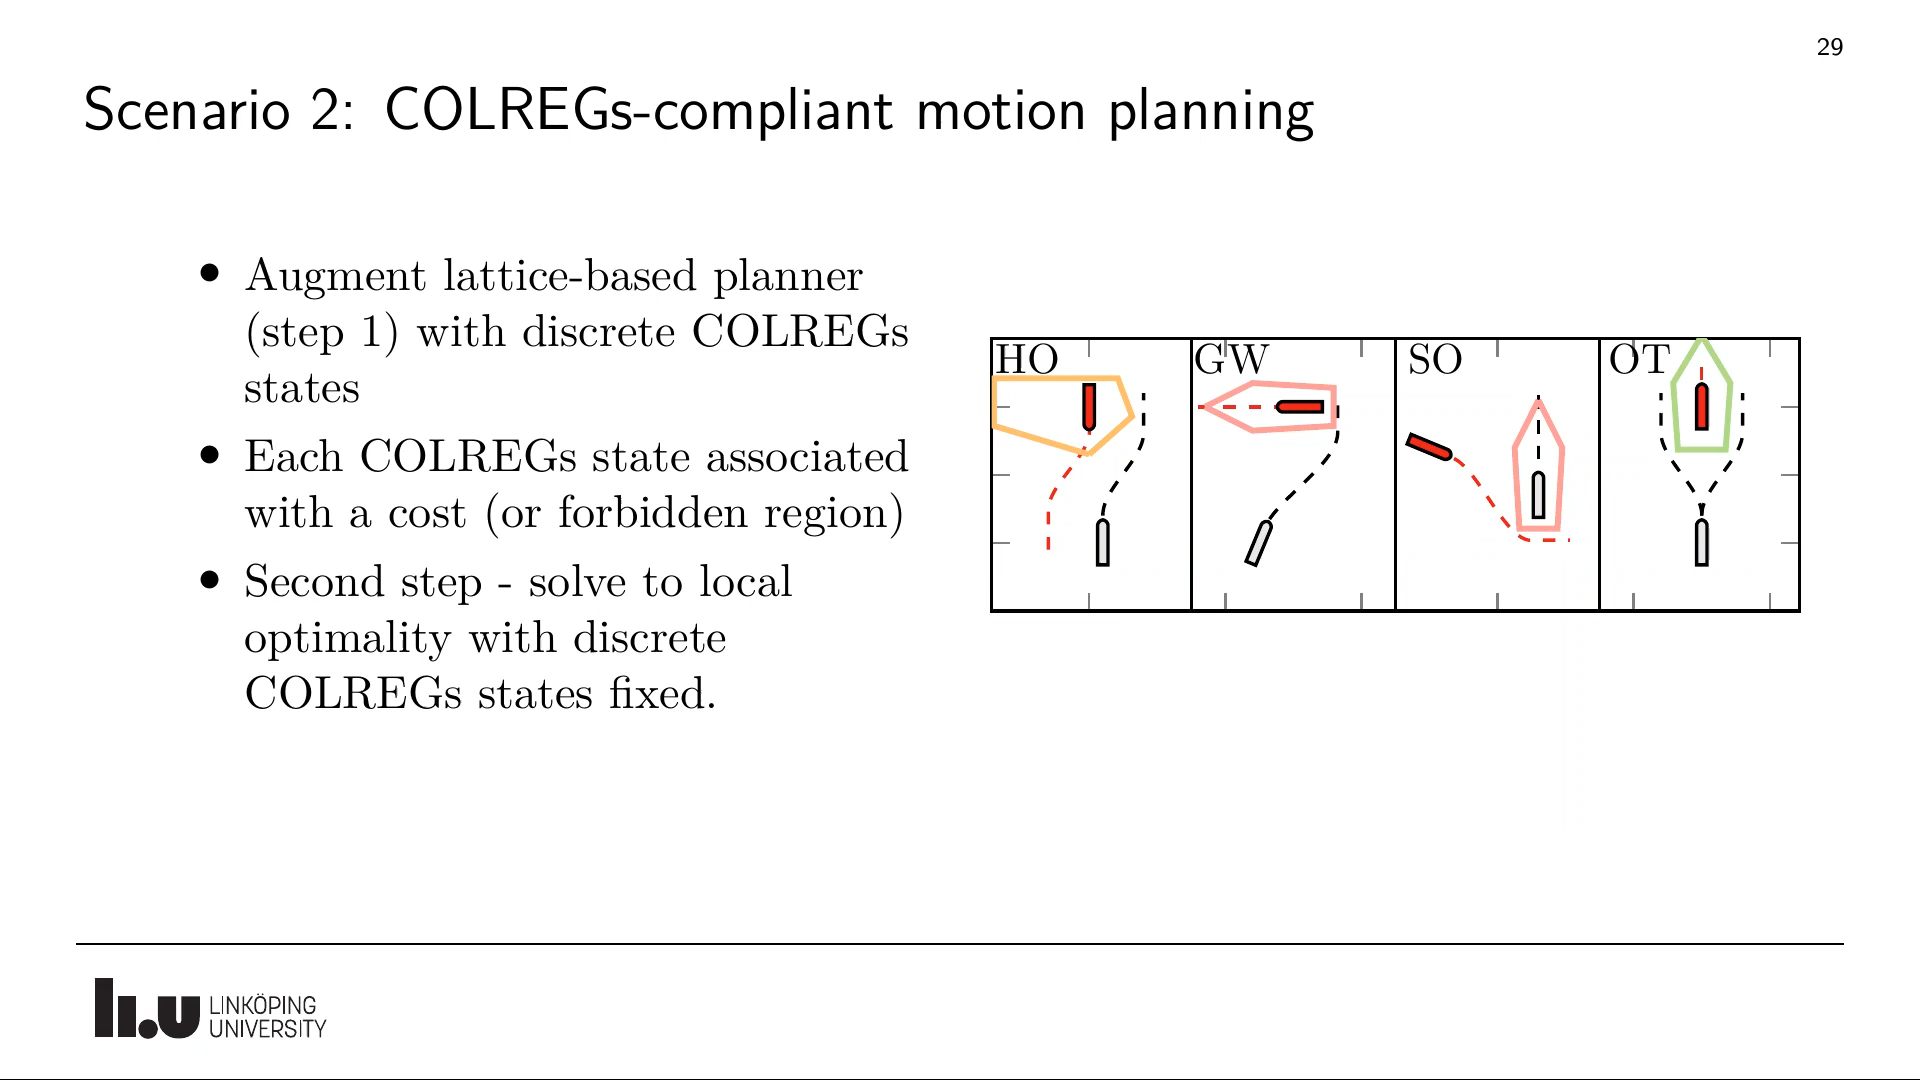 29
Scenario 2: COLREGs-compliant motion planning
• Augment lattice-based planner
(step 1) with discrete COLREGs
states
• Each COLREGs state associated
with a cost (or forbidden region)
• Second step - solve to local
optimality with discrete
COLREGs states fixed.
HO GW SO OT
li.u LINKÖPING
UNIVERSITY